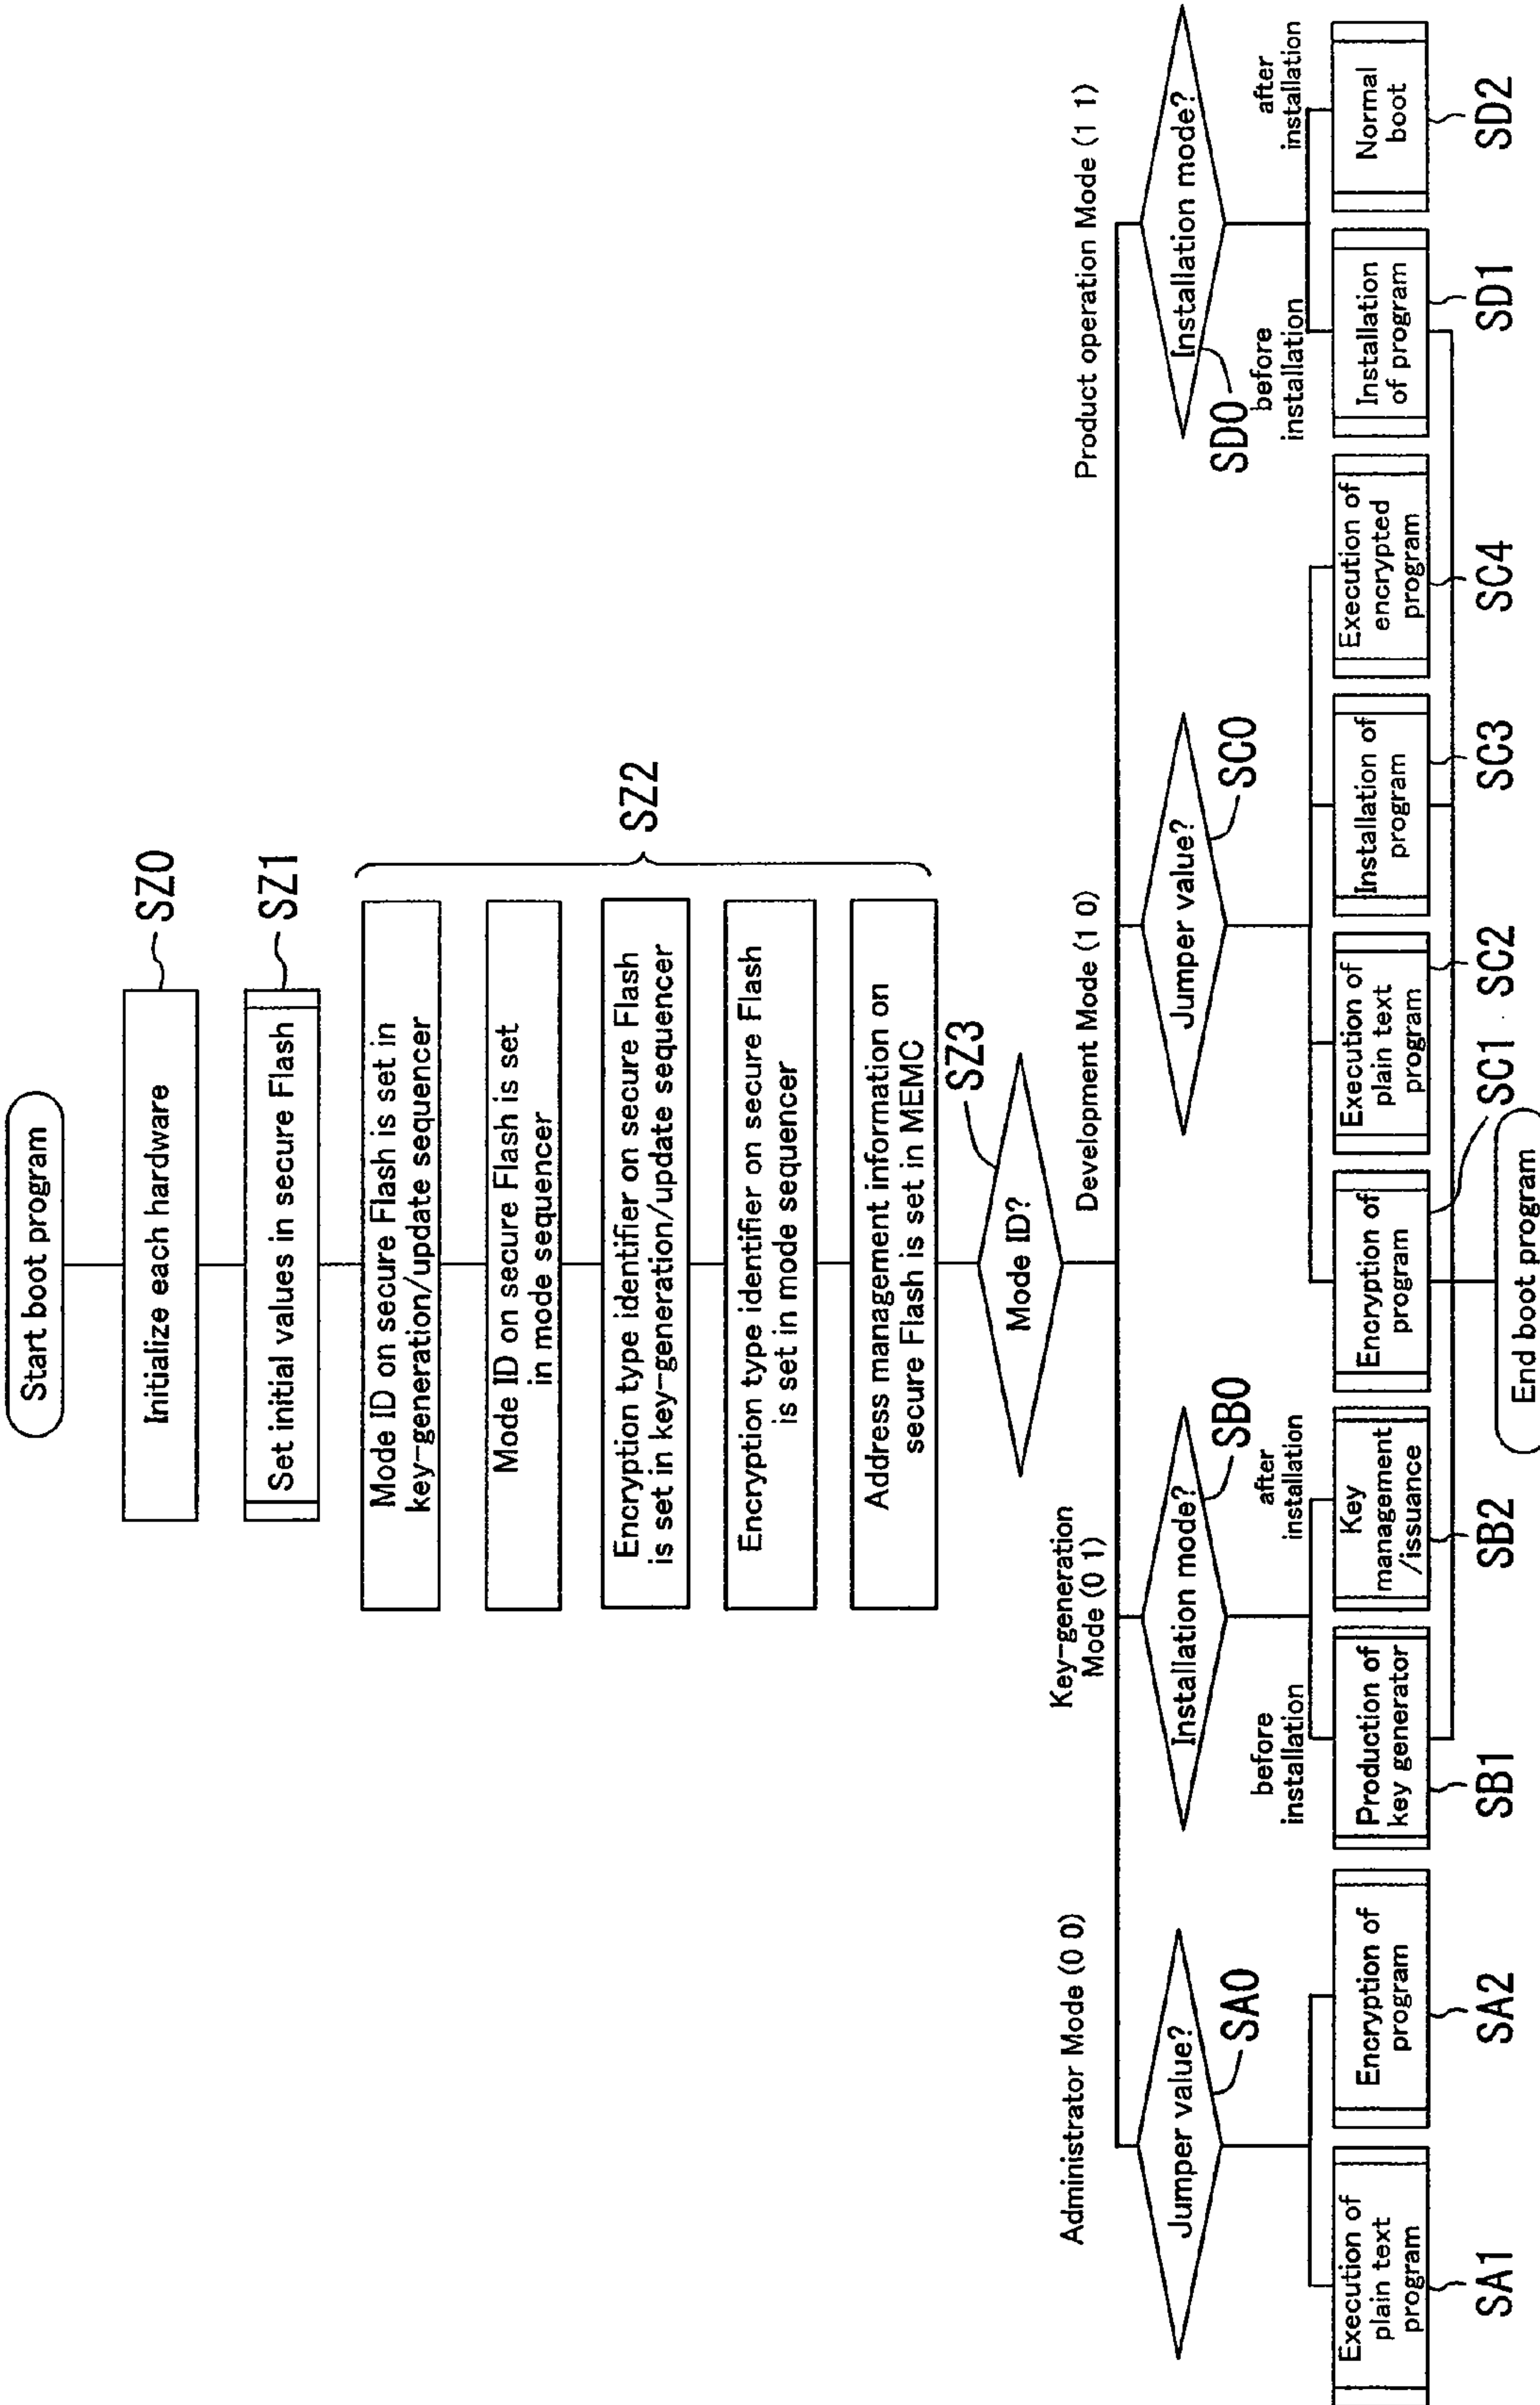 Start boot program
Initialize each hardware
SZ0
Set initial values in secure Flash
SZ1
Mode ID on secure Flash is set in
key-generation/update sequencer
Mode ID on secure Flash is set
in mode sequencer
Encryption type identifier on secure Flash
is set in key-generation/update sequencer
Encryption type identifier on secure Flash
is set in mode sequencer
Address management information on
secure Flash is set in MEMC
SZ2
Mode ID?
SZ3
Administrator Mode (0 0)
Key-generation
Mode (0 1)
Development Mode (1 0)
Product operation Mode (1 1)
Jumper value?
SA0
Installation mode?
SB0
Jumper value?
SC0
Installation mode?
SD0
before
installation
after
installation
before
installation
after
installation
Execution of
plain text
program
Encryption of
program
Production of
key generator
Key
management
/issuance
Encryption of
program
Execution of
plain text
program
Installation of
program
Execution of
encrypted
program
Installation
of program
Normal
boot
SA1
SA2
SB1
SB2
SC1
SC2
SC3
SC4
SD1
SD2
End boot program